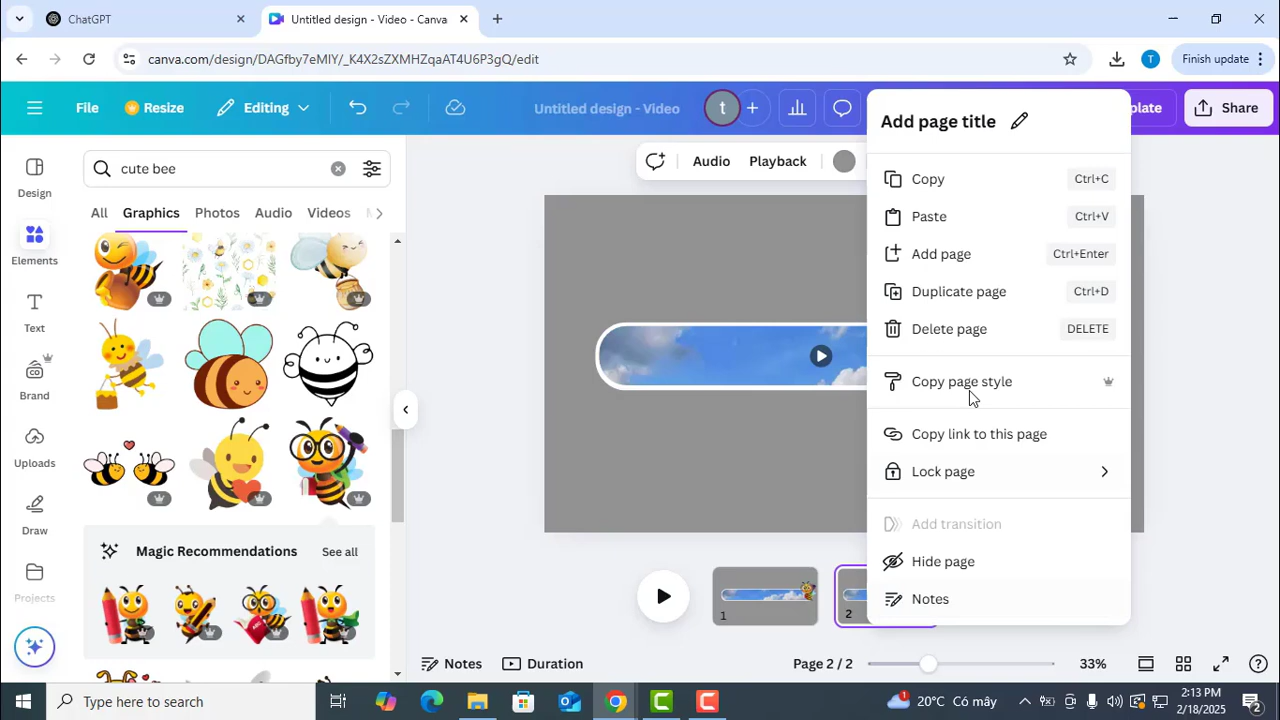 ChatGPT
Untitled design - Video - Canva
canva.com/design/DAGfby7eMIY/_K4X2sZXMHZqaAT4U6P3gQ/edit
T
Finish update
File
Resize
Editing
Untitled design - Video
t
Share
Add page title
Copy Ctrl+C
Paste Ctrl+V
Add page Ctrl+Enter
Duplicate page Ctrl+D
Delete page DELETE
Copy page style
Copy link to this page
Lock page
Add transition
Hide page
Notes
Design
Elements
Text
Brand
Uploads
Draw
Projects
cute bee
All Graphics Photos Audio Videos
Magic Recommendations See all
Audio Playback
1
2
Notes Duration Page 2 / 2 33%
Type here to search
1
20°C Có mây
2:13 PM
2/18/2025
2